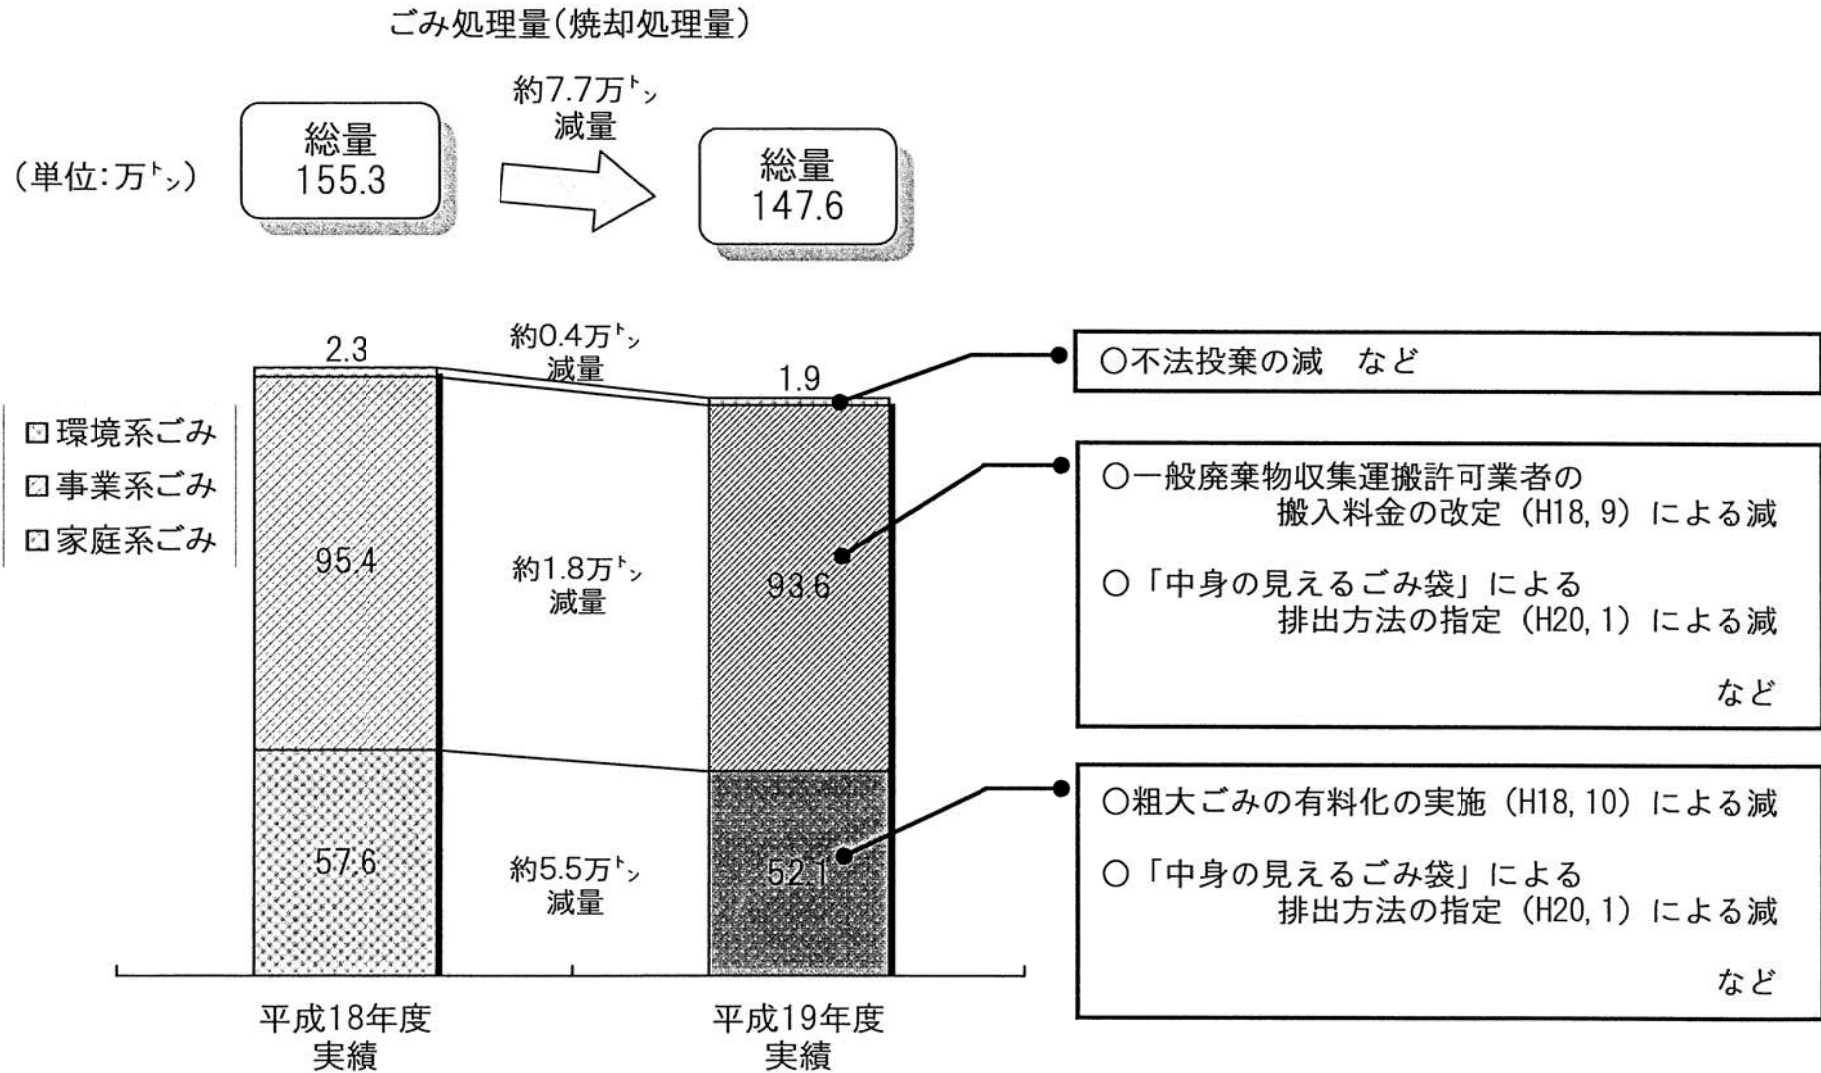 ごみ処理量(焼却処理量)
約7.7万㌧
減量
(単位:万㌧)
総量
155.3
総量
147.6
2.3
約0.4万㌧
減量
1.9
○不法投棄の減 など
環境系ごみ
事業系ごみ
家庭系ごみ
95.4
約1.8万㌧
減量
93.6
○一般廃棄物収集運搬許可業者の
搬入料金の改定(H18,9)による減
○「中身の見えるごみ袋」による
排出方法の指定(H20,1)による減
など
57.6
約5.5万㌧
減量
52.1
○粗大ごみの有料化の実施(H18,10)による減
○「中身の見えるごみ袋」による
排出方法の指定(H20,1)による減
など
平成18年度
実績
平成19年度
実績